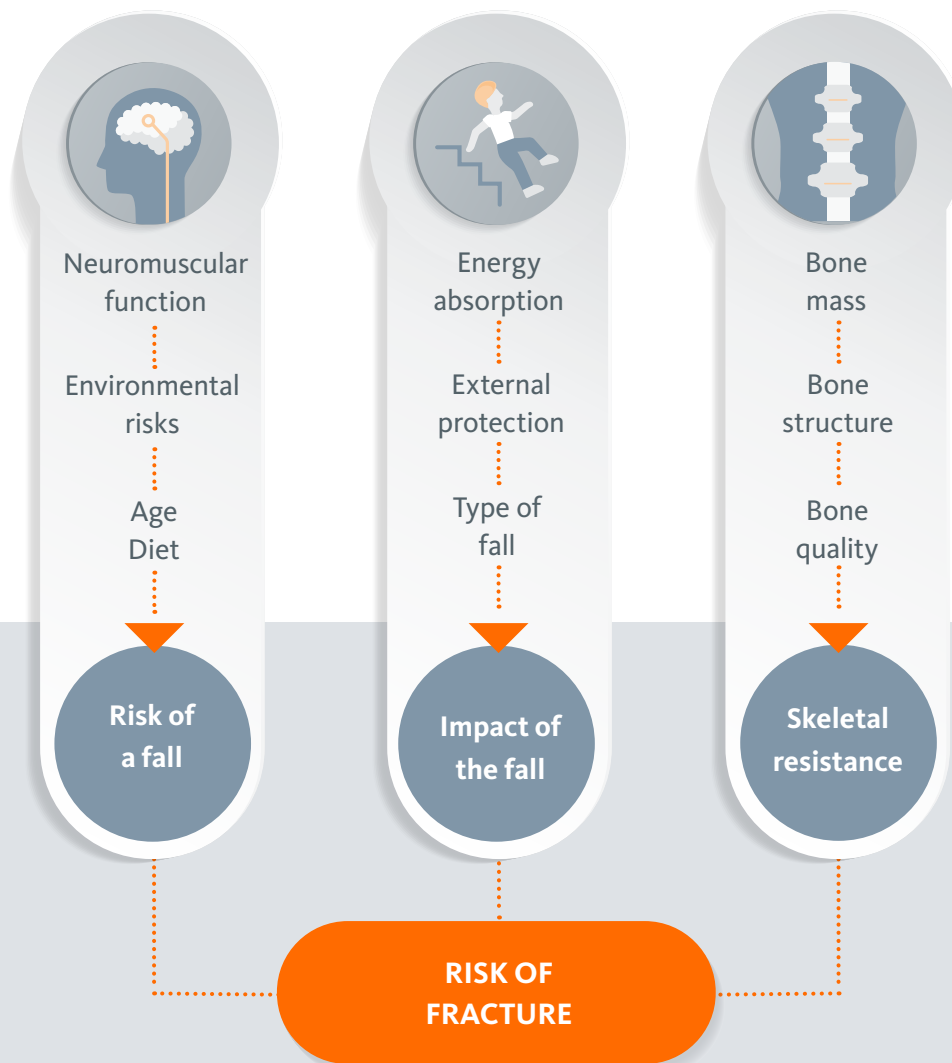 Neuromuscular
function
Environmental
risks
Age
Diet
Risk of
a fall
Energy
absorption
External
protection
Type of
fall
Impact of
the fall
Bone
mass
Bone
structure
Bone
quality
Skeletal
resistance
RISK OF
FRACTURE